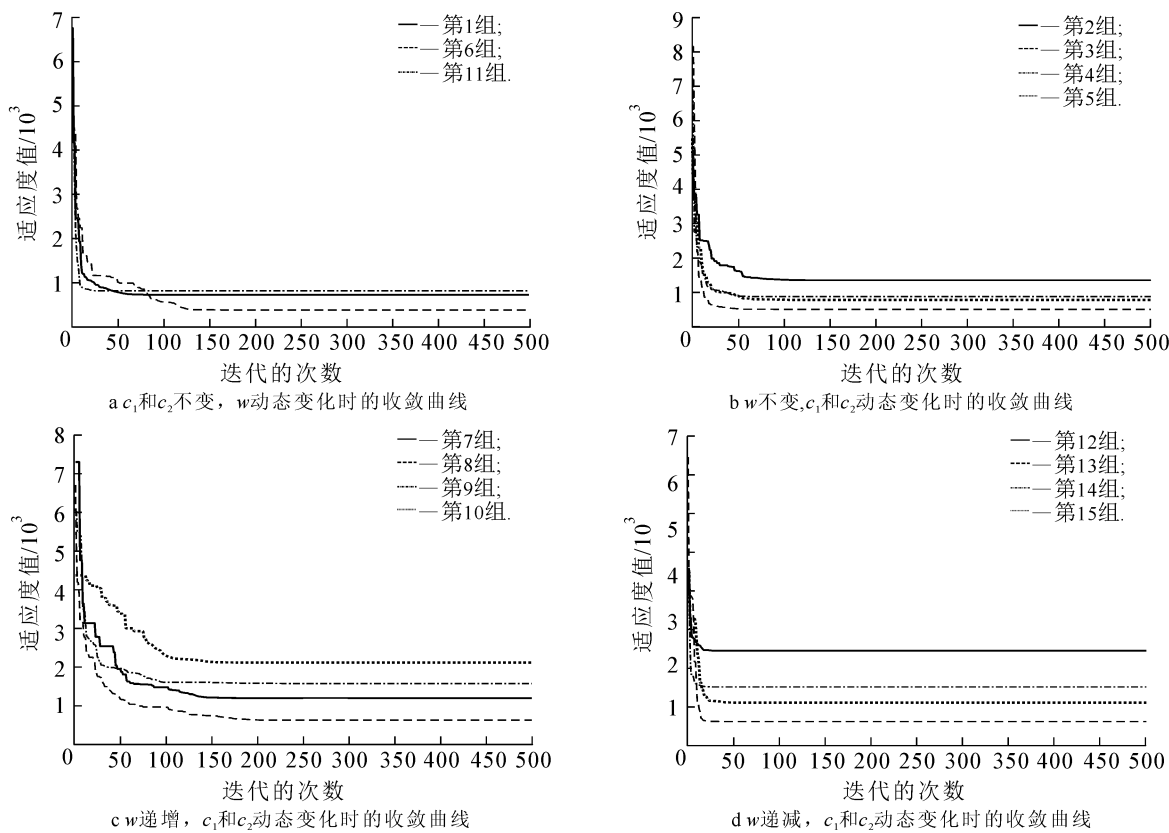 7
6
5
4
3
2
1
0 50 100 150 200 250 300 350 400 450 500
适应度值/10³
迭代的次数
—第1组;
—第6组;
—第11组.
a c₁和c₂不变，w动态变化时的收敛曲线
9
8
7
6
5
4
3
2
1
0 50 100 150 200 250 300 350 400 450 500
适应度值/10³
迭代的次数
—第2组;
—第3组;
—第4组;
—第5组.
b w不变,c₁和c₂动态变化时的收敛曲线
8
7
6
5
4
3
2
1
0 50 100 150 200 250 300 350 400 450 500
适应度值/10³
迭代的次数
—第7组;
—第8组;
—第9组;
—第10组.
c w递增，c₁和c₂动态变化时的收敛曲线
7
6
5
4
3
2
1
0 50 100 150 200 250 300 350 400 450 500
适应度值/10³
迭代的次数
—第12组;
—第13组;
—第14组;
—第15组.
d w递减，c₁和c₂动态变化时的收敛曲线